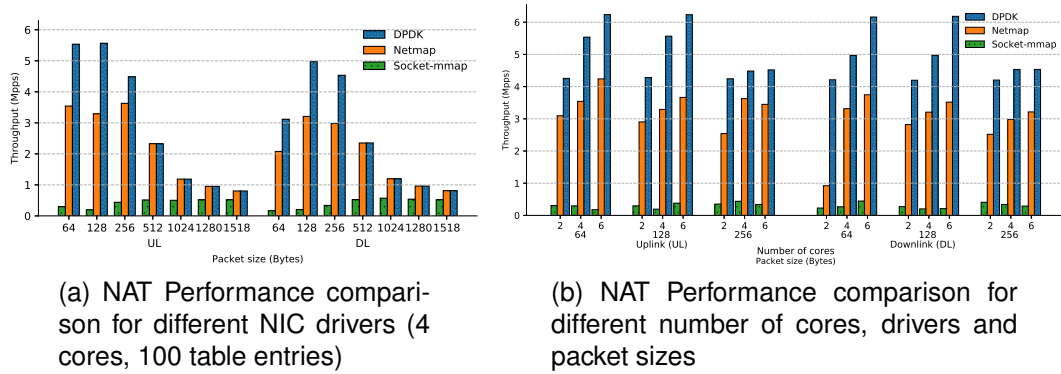 6
5
4
3
2
1
0
Throughput (Mpps)
DPDK
Netmap
Socket-mmap
64 128 256 512 1024 1280 1518 64 128 256 512 1024 1280 1518
UL DL
Packet size (Bytes)
(a) NAT Performance compari-
son for different NIC drivers (4
cores, 100 table entries)
6
5
4
3
2
1
0
Throughput (Mpps)
DPDK
Netmap
Socket-mmap
2 4 6 2 4 6 2 4 6 2 4 6 2 4 6 2 4 6
64 128 256 64 128 256
Uplink (UL) Downlink (DL)
Number of cores
Packet size (Bytes)
(b) NAT Performance comparison for
different number of cores, drivers and
packet sizes